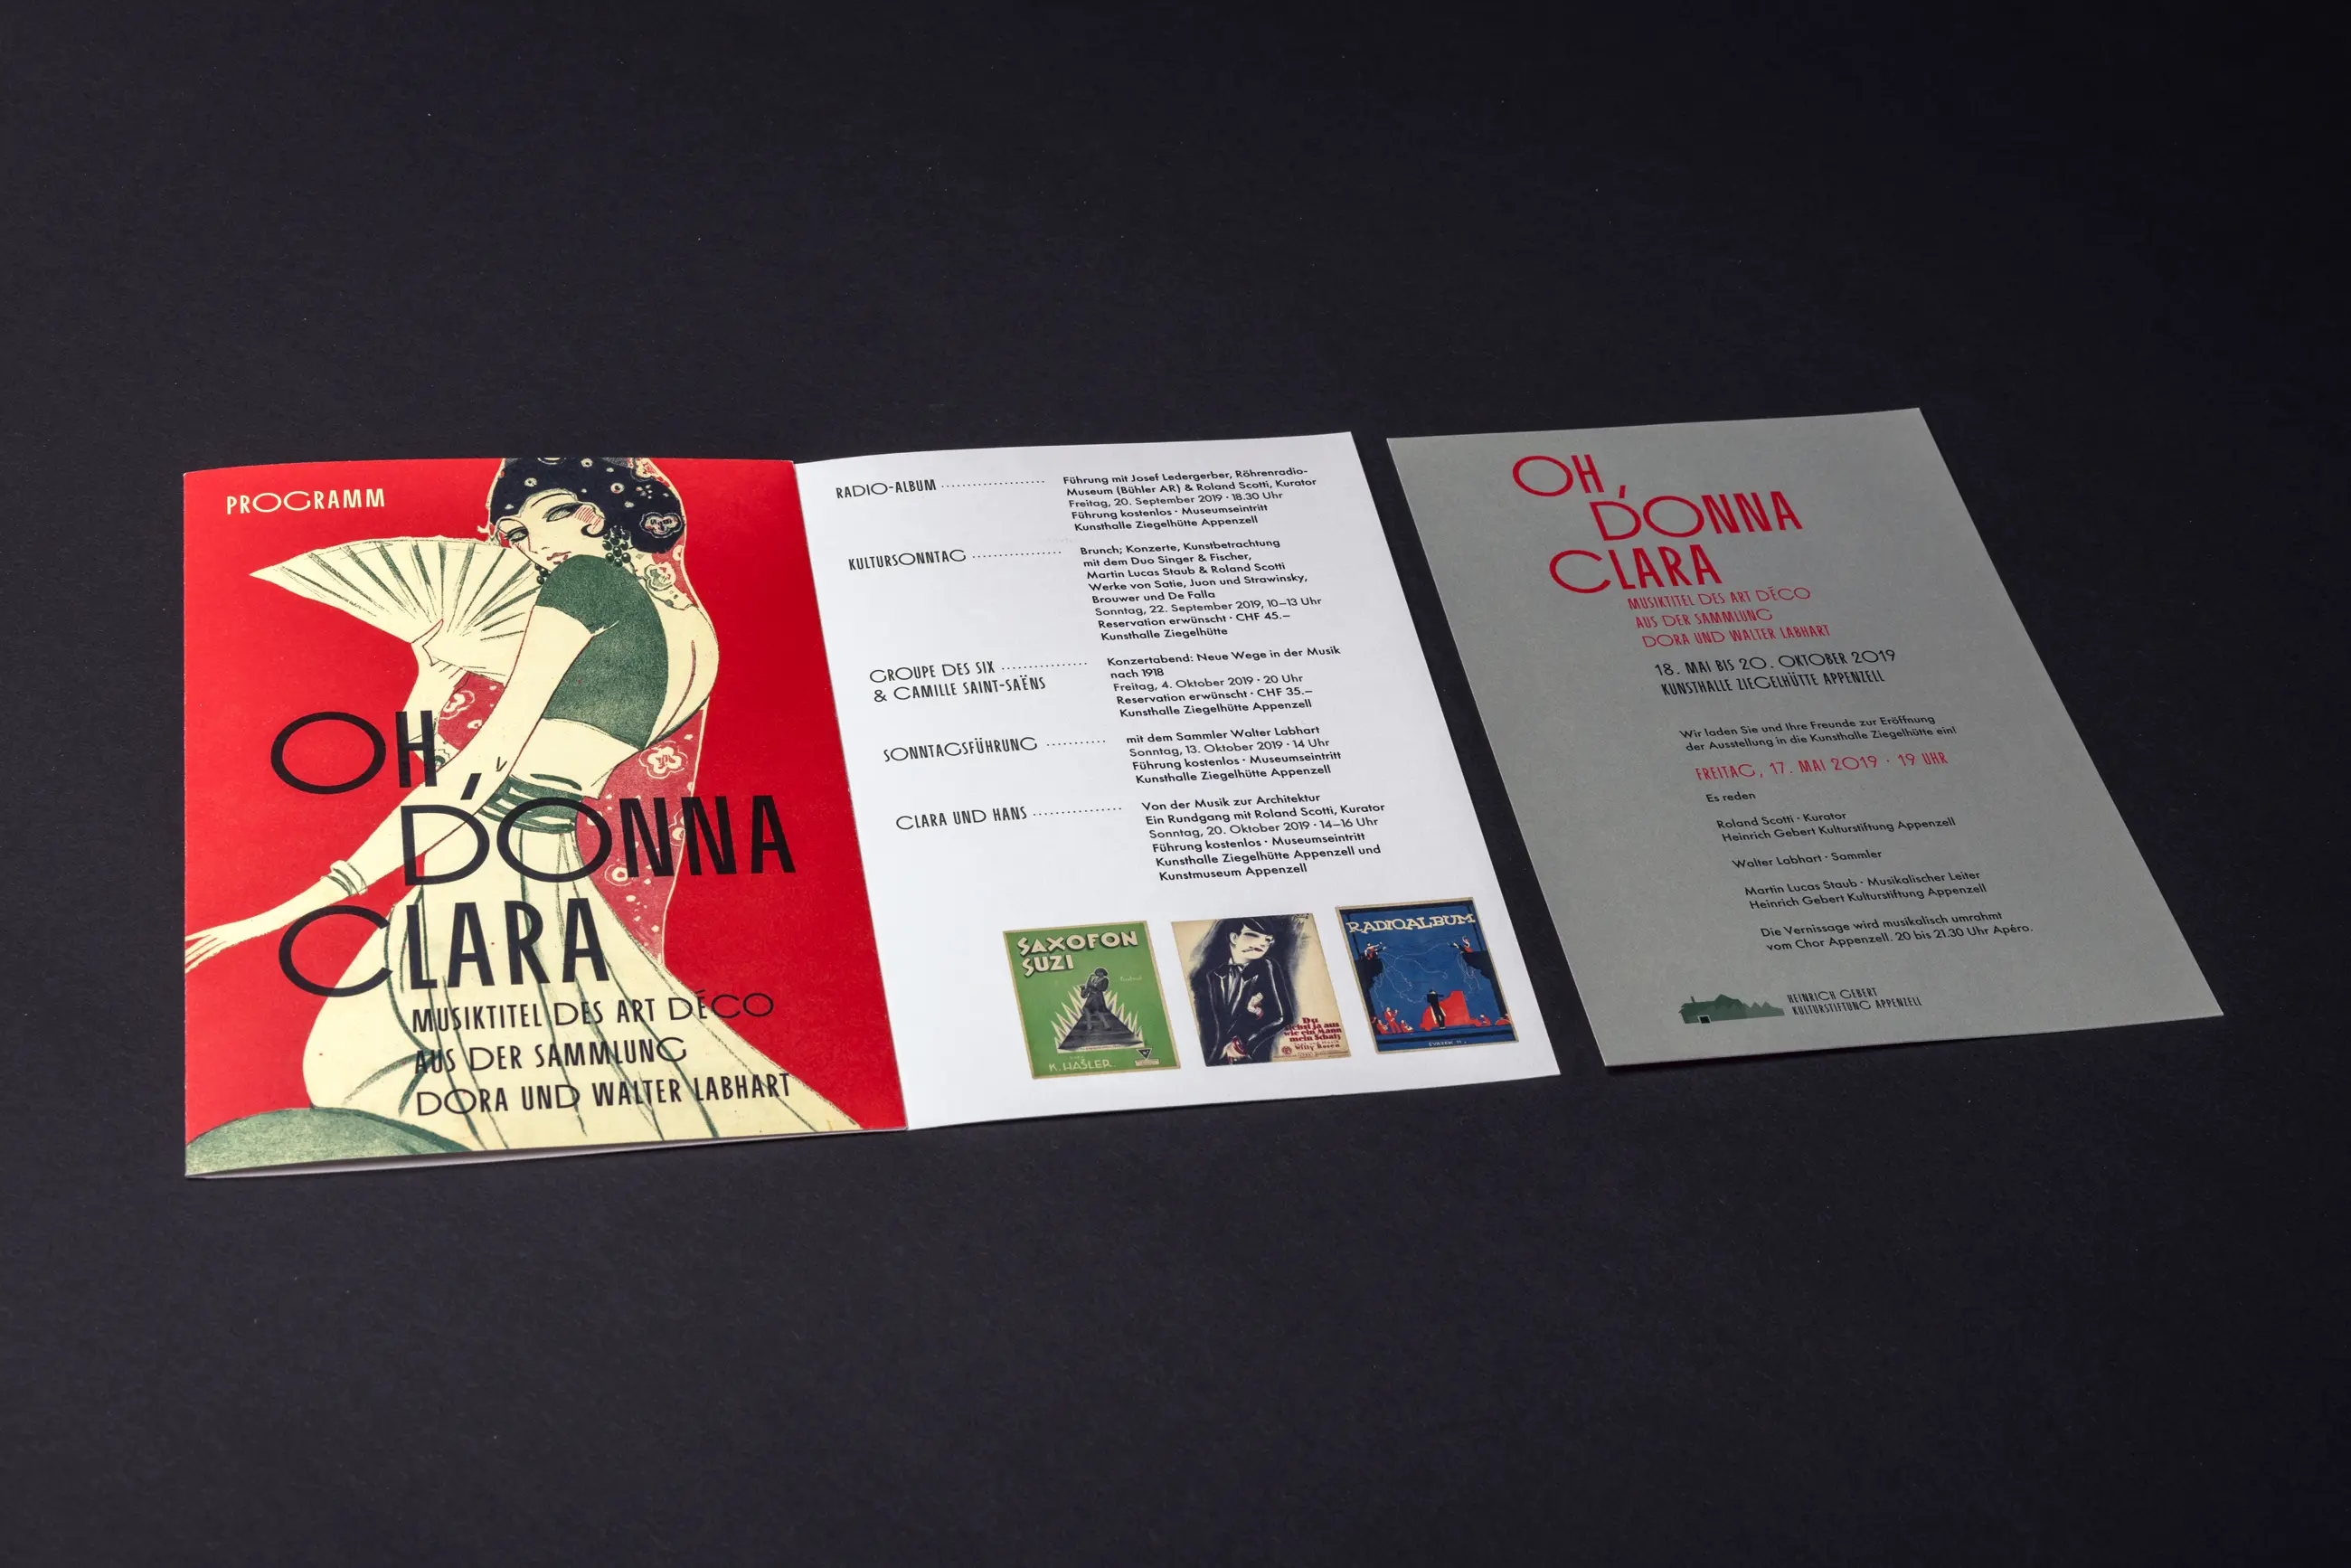 PROGRAMM
OH,
DONNA
CLARA
MUSIKTITEL DES ART DÉCO
AUS DER SAMMLUNG
DORA UND WALTER LABHART
RADIO-ALBUM ····················
Führung mit Josef Ledergerber, Röhrenradio-
Museum (Bühler AR) & Roland Scotti, Kurator
Freitag, 20. September 2019 · 18.30 Uhr
Führung kostenlos · Museumseintritt
Kunsthalle Ziegelhütte Appenzell
KULTURSONNTAG ·················
Brunch; Konzerte, Kunstbetrachtung
mit dem Duo Singer & Fischer,
Martin Lucas Staub & Roland Scotti
Werke von Satie, Juon und Strawinsky,
Brouwer und De Falla
Sonntag, 22. September 2019, 10–13 Uhr
Reservation erwünscht · CHF 45.–
Kunsthalle Ziegelhütte
GROUPE DES SIX ················
& CAMILLE SAINT-SAËNS
Konzertabend: Neue Wege in der Musik
nach 1918
Freitag, 4. Oktober 2019 · 20 Uhr
Reservation erwünscht · CHF 35.–
Kunsthalle Ziegelhütte Appenzell
SONNTAGSFÜHRUNG ···········
mit dem Sammler Walter Labhart
Sonntag, 13. Oktober 2019 · 14 Uhr
Führung kostenlos · Museumseintritt
Kunsthalle Ziegelhütte Appenzell
CLARA UND HANS ················
Von der Musik zur Architektur
Ein Rundgang mit Roland Scotti, Kurator
Sonntag, 20. Oktober 2019 · 14–16 Uhr
Führung kostenlos · Museumseintritt
Kunsthalle Ziegelhütte Appenzell und
Kunstmuseum Appenzell
SAXOFON
SUZI
K. HAŠLER
Du
siehst ja aus
wie ein Mann
mein Schatz
Willy Rosen
RADIOALBUM
OH,
DONNA
CLARA
MUSIKTITEL DES ART DÉCO
AUS DER SAMMLUNG
DORA UND WALTER LABHART
18. MAI BIS 20. OKTOBER 2019
KUNSTHALLE ZIEGELHÜTTE APPENZELL
Wir laden Sie und Ihre Freunde zur Eröffnung
der Ausstellung in die Kunsthalle Ziegelhütte ein!
FREITAG, 17. MAI 2019 · 19 UHR
Es reden
Roland Scotti · Kurator
Heinrich Gebert Kulturstiftung Appenzell
Walter Labhart · Sammler
Martin Lucas Staub · Musikalischer Leiter
Heinrich Gebert Kulturstiftung Appenzell
Die Vernissage wird musikalisch umrahmt
vom Chor Appenzell. 20 bis 21.30 Uhr Apéro.
HEINRICH GEBERT
KULTURSTIFTUNG APPENZELL